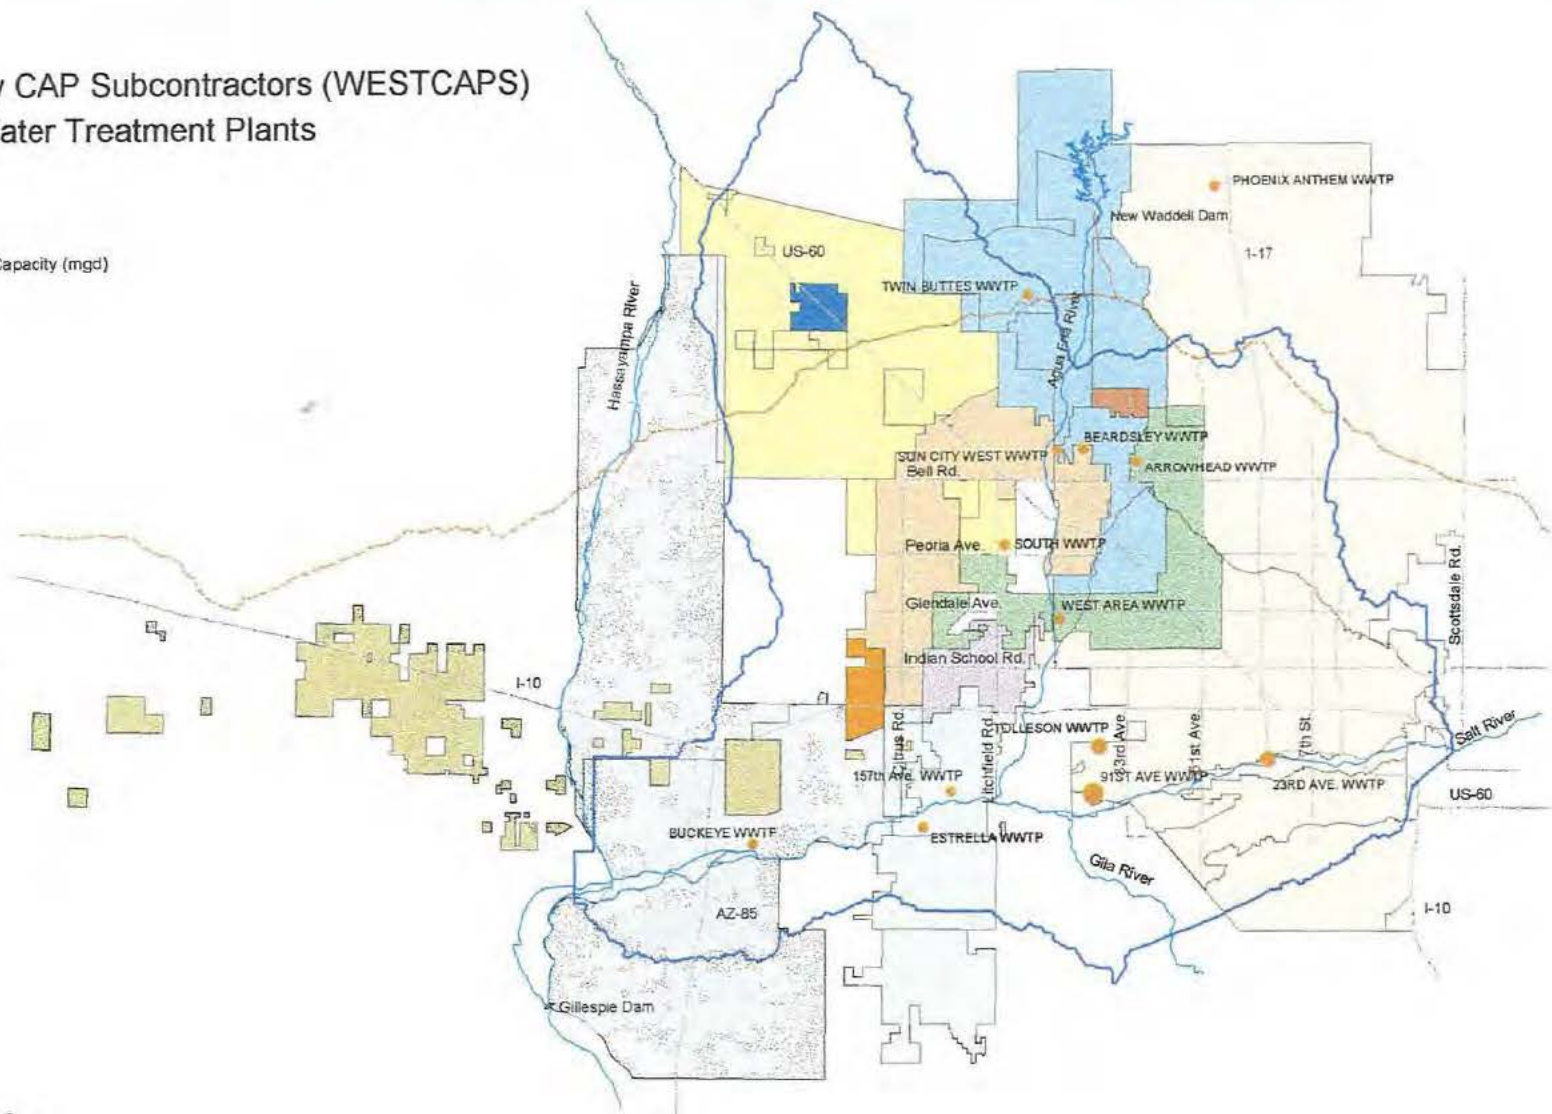 CAP Subcontractors (WESTCAPS)
Water Treatment Plants
Capacity (mgd)
PHOENIX ANTHEM WWTP
New Waddell Dam
I-17
US-60
TWIN BUTTES WWTP
Hassayampa River
Agua Fria River
BEARDSLEY WWTP
SUN CITY WEST WWTP
ARROWHEAD WWTP
Bell Rd.
Peoria Ave.
SOUTH WWTP
Scottsdale Rd.
Glendale Ave.
WEST AREA WWTP
Indian School Rd.
I-10
Citrus Rd.
Litchfield Rd.
TOLLESON WWTP
83rd Ave
51st Ave.
7th St.
Salt River
157th Ave. WWTP
91ST AVE WWTP
23RD AVE. WWTP
US-60
BUCKEYE WWTP
ESTRELLA WWTP
Gila River
AZ-85
I-10
Gillespie Dam